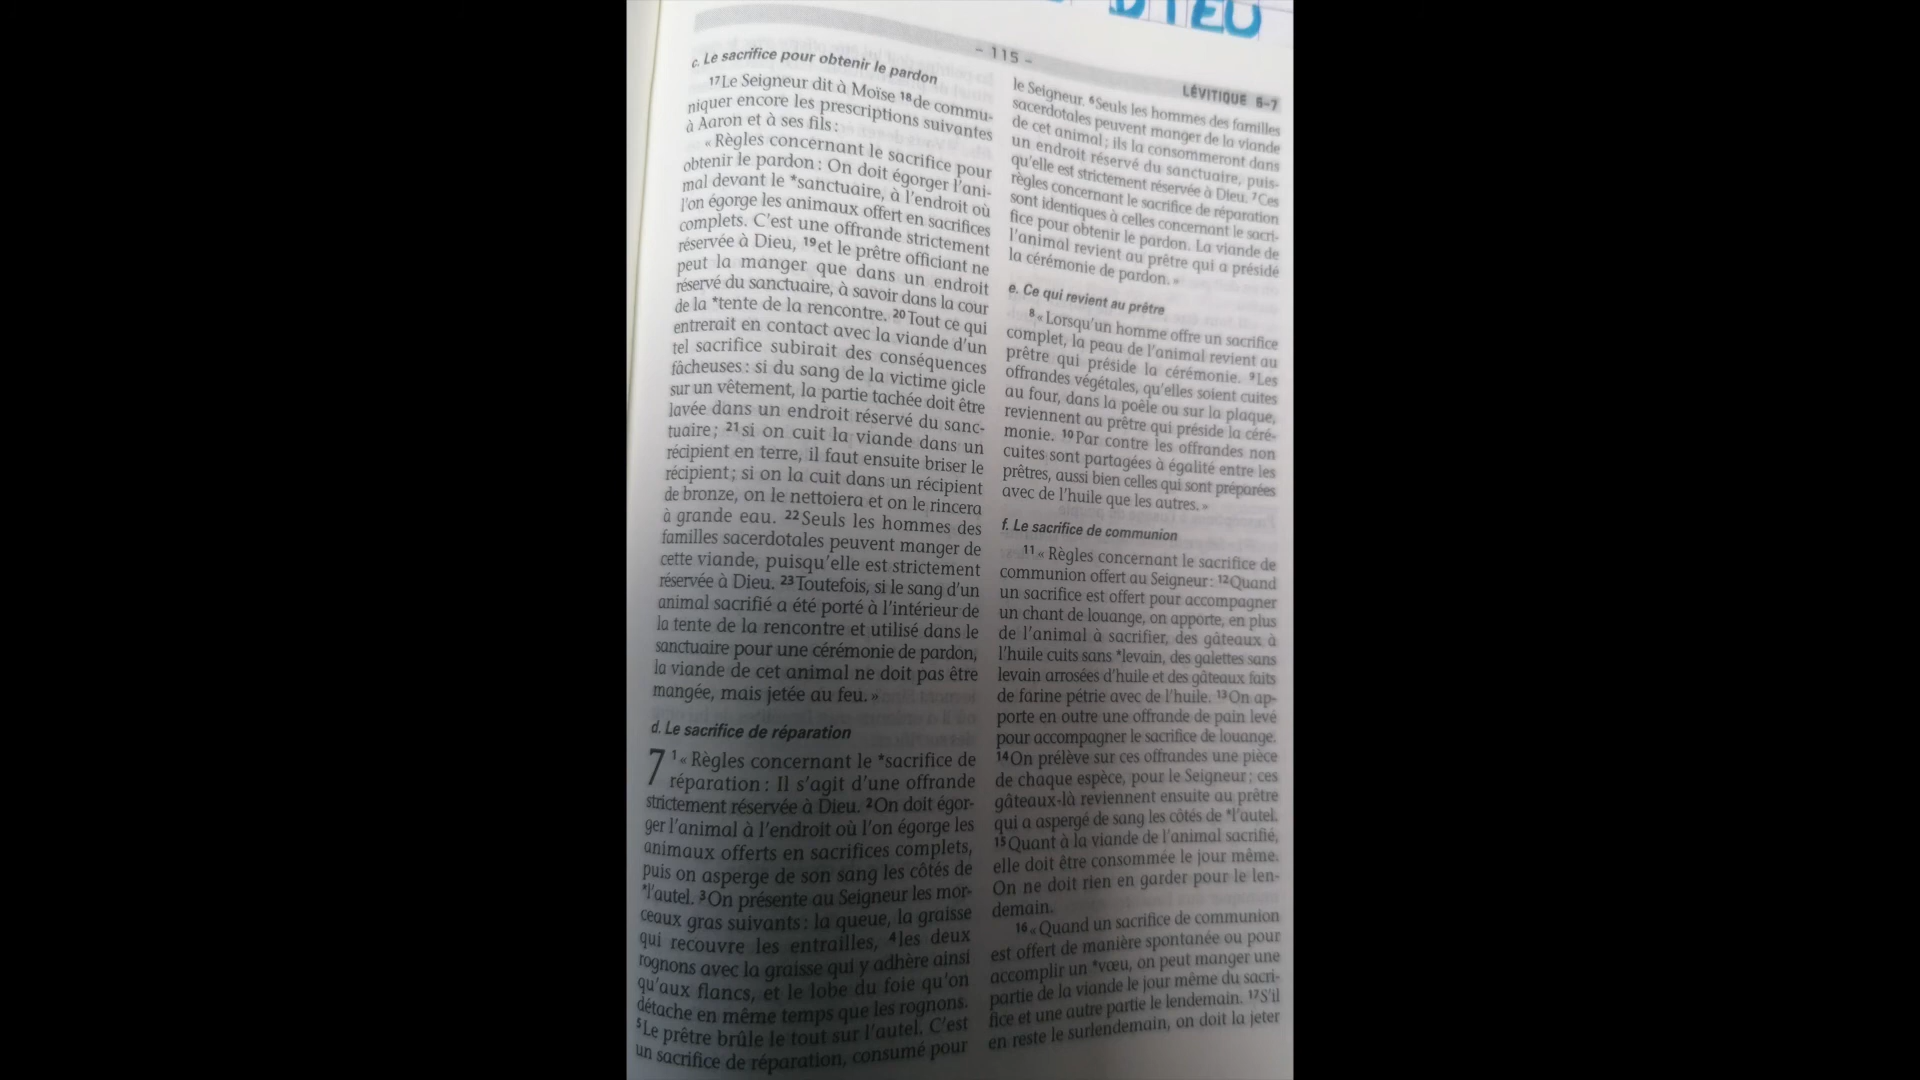 DIEU
- 115 -
LÉVITIQUE 6-7
c. Le sacrifice pour obtenir le pardon
17Le Seigneur dit à Moïse 18de commu-
niquer encore les prescriptions suivantes
à Aaron et à ses fils :
« Règles concernant le sacrifice pour
obtenir le pardon : On doit égorger l'ani-
mal devant le *sanctuaire, à l'endroit où
l'on égorge les animaux offert en sacrifices
complets. C'est une offrande strictement
réservée à Dieu, 19et le prêtre officiant ne
peut la manger que dans un endroit
réservé du sanctuaire, à savoir dans la cour
de la *tente de la rencontre. 20Tout ce qui
entrerait en contact avec la viande d'un
tel sacrifice subirait des conséquences
fâcheuses : si du sang de la victime gicle
sur un vêtement, la partie tachée doit être
lavée dans un endroit réservé du sanc-
tuaire ; 21si on cuit la viande dans un
récipient en terre, il faut ensuite briser le
récipient ; si on la cuit dans un récipient
de bronze, on le nettoiera et on le rincera
à grande eau. 22Seuls les hommes des
familles sacerdotales peuvent manger de
cette viande, puisqu'elle est strictement
réservée à Dieu. 23Toutefois, si le sang d'un
animal sacrifié a été porté à l'intérieur de
la tente de la rencontre et utilisé dans le
sanctuaire pour une cérémonie de pardon,
la viande de cet animal ne doit pas être
mangée, mais jetée au feu. »
d. Le sacrifice de réparation
7 1« Règles concernant le *sacrifice de
réparation : Il s'agit d'une offrande
strictement réservée à Dieu. 2On doit égor-
ger l'animal à l'endroit où l'on égorge les
animaux offerts en sacrifices complets,
puis on asperge de son sang les côtés de
*l'autel. 3On présente au Seigneur les mor-
ceaux gras suivants : la queue, la graisse
qui recouvre les entrailles, 4les deux
rognons avec la graisse qui y adhère ainsi
qu'aux flancs, et le lobe du foie qu'on
détache en même temps que les rognons.
5Le prêtre brûle le tout sur l'autel. C'est
un sacrifice de réparation, consumé pour
le Seigneur. 6Seuls les hommes des familles
sacerdotales peuvent manger de la viande
de cet animal ; ils la consommeront dans
un endroit réservé du sanctuaire, puis-
qu'elle est strictement réservée à Dieu. 7Ces
règles concernant le sacrifice de réparation
sont identiques à celles concernant le sacri-
fice pour obtenir le pardon. La viande de
l'animal revient au prêtre qui a présidé
la cérémonie de pardon. »
e. Ce qui revient au prêtre
8« Lorsqu'un homme offre un sacrifice
complet, la peau de l'animal revient au
prêtre qui préside la cérémonie. 9Les
offrandes végétales, qu'elles soient cuites
au four, dans la poêle ou sur la plaque,
reviennent au prêtre qui préside la céré-
monie. 10Par contre les offrandes non
cuites sont partagées à égalité entre les
prêtres, aussi bien celles qui sont préparées
avec de l'huile que les autres. »
f. Le sacrifice de communion
11« Règles concernant le sacrifice de
communion offert au Seigneur : 12Quand
un sacrifice est offert pour accompagner
un chant de louange, on apporte, en plus
de l'animal à sacrifier, des gâteaux à
l'huile cuits sans *levain, des galettes sans
levain arrosées d'huile et des gâteaux faits
de farine pétrie avec de l'huile. 13On ap-
porte en outre une offrande de pain levé
pour accompagner le sacrifice de louange.
14On prélève sur ces offrandes une pièce
de chaque espèce, pour le Seigneur ; ces
gâteaux-là reviennent ensuite au prêtre
qui a aspergé de sang les côtés de *l'autel.
15Quant à la viande de l'animal sacrifié,
elle doit être consommée le jour même.
On ne doit rien en garder pour le len-
demain.
16« Quand un sacrifice de communion
est offert de manière spontanée ou pour
accomplir un *vœu, on peut manger une
partie de la viande le jour même du sacri-
fice et une autre partie le lendemain. 17S'il
en reste le surlendemain, on doit la jeter